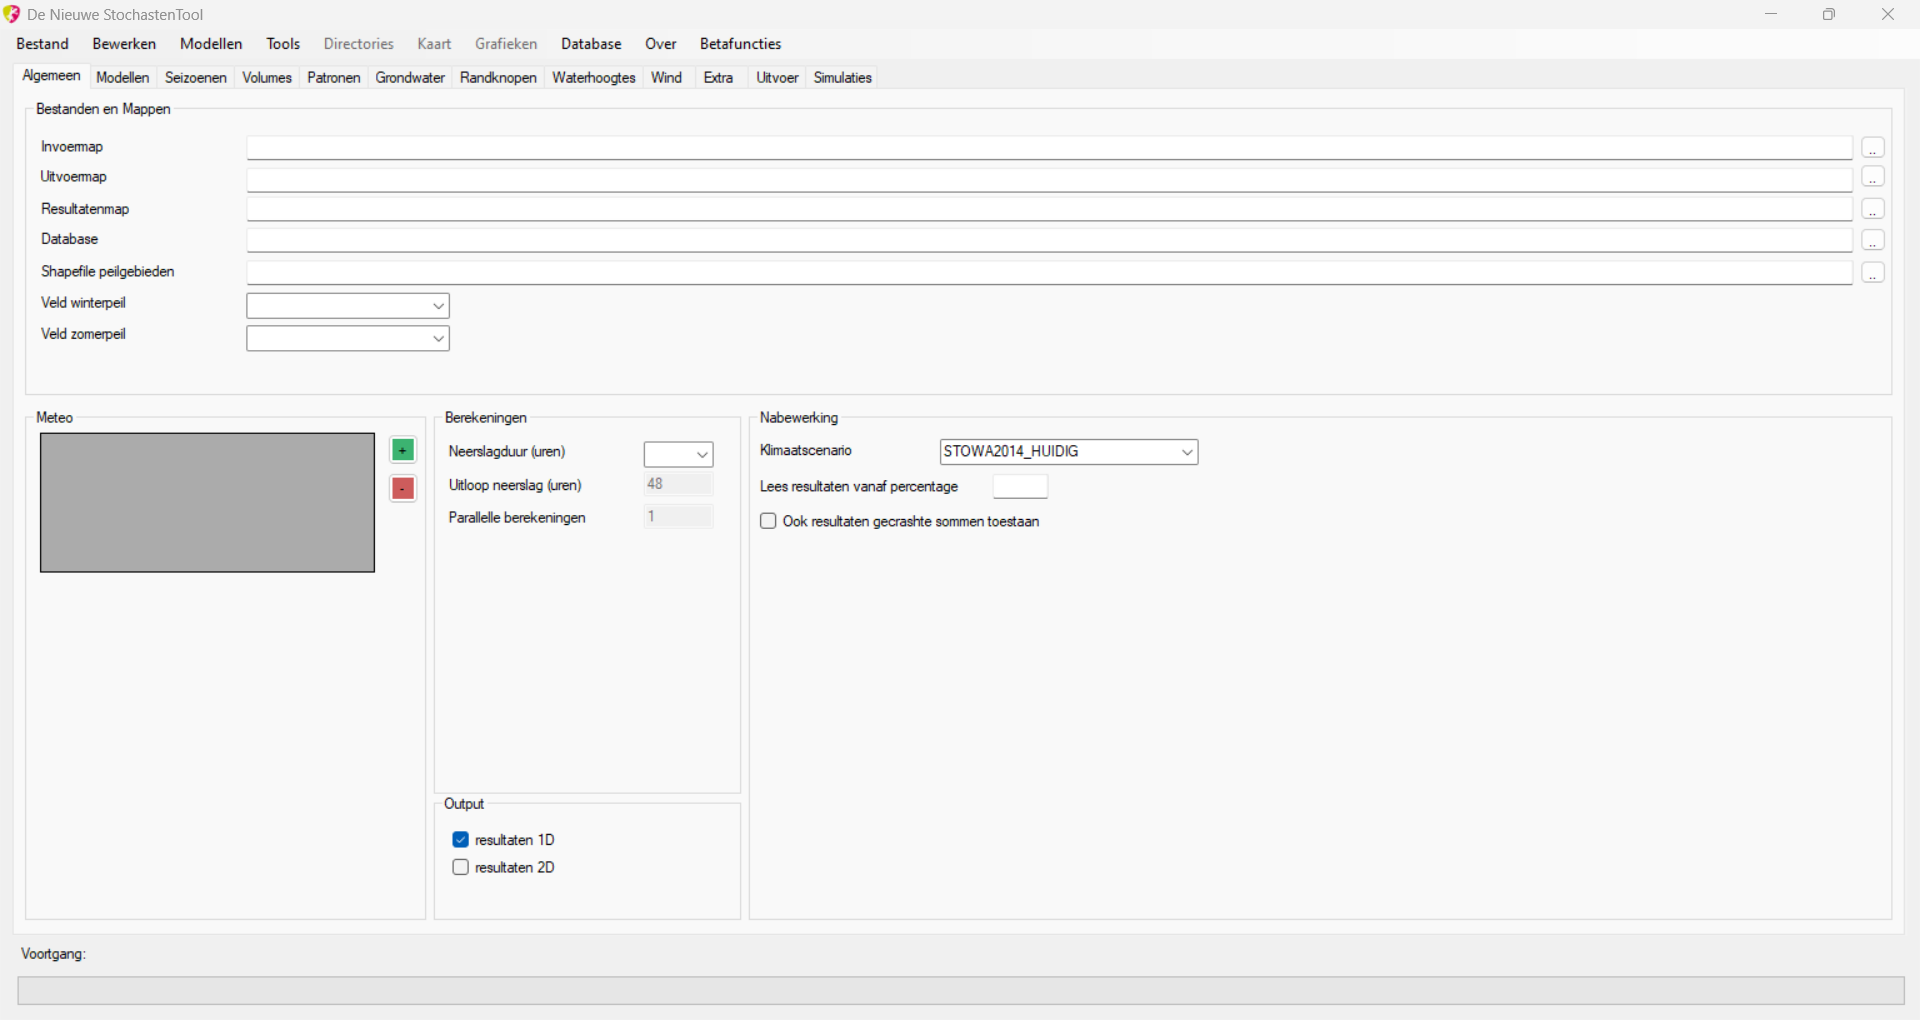 De Nieuwe StochastenTool
Bestand Bewerken Modellen Tools Directories Kaart Grafieken Database Over Betafuncties
Algemeen Modellen Seizoenen Volumes Patronen Grondwater Randknopen Waterhoogtes Wind Extra Uitvoer Simulaties
Bestanden en Mappen
Invoermap ..
Uitvoermap ..
Resultatenmap ..
Database ..
Shapefile peilgebieden ..
Veld winterpeil
Veld zomerpeil
Meteo
+
-
Berekeningen
Neerslagduur (uren)
Uitloop neerslag (uren) 48
Parallelle berekeningen 1
Output
resultaten 1D
resultaten 2D
Nabewerking
Klimaatscenario STOWA2014_HUIDIG
Lees resultaten vanaf percentage
Ook resultaten gecrashte sommen toestaan
Voortgang: